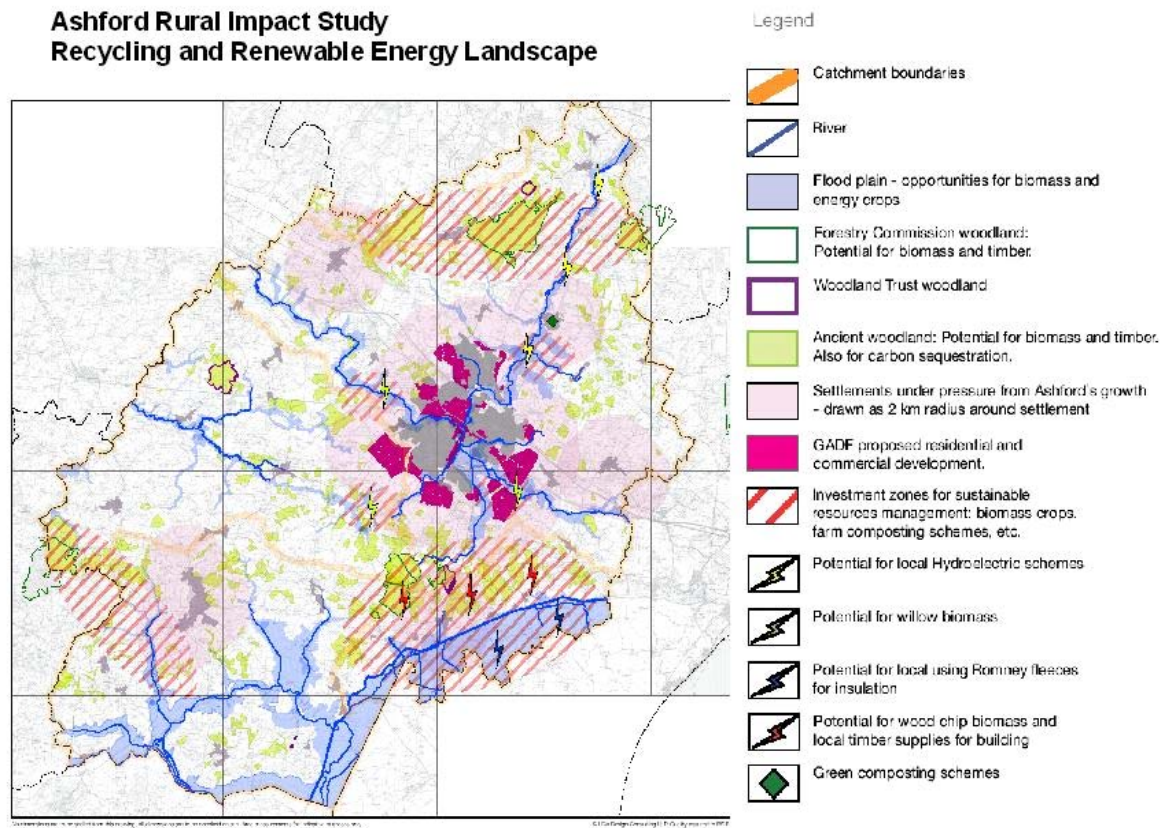 Ashford Rural Impact Study
Recycling and Renewable Energy Landscape
Legend
Catchment boundaries
River
Flood plain - opportunities for biomass and
energy crops
Forestry Commission woodland:
Potential for biomass and timber.
Woodland Trust woodland
Ancient woodland: Potential for biomass and timber.
Also for carbon sequestration.
Settlements under pressure from Ashford's growth
- drawn as 2 km radius around settlement
GADF proposed residential and
commercial development.
Investment zones for sustainable
resources management: biomass crops,
farm composting schemes, etc.
Potential for local Hydroelectric schemes
Potential for willow biomass
Potential for local using Romney fleeces
for insulation
Potential for wood chip biomass and
local timber supplies for building
Green composting schemes